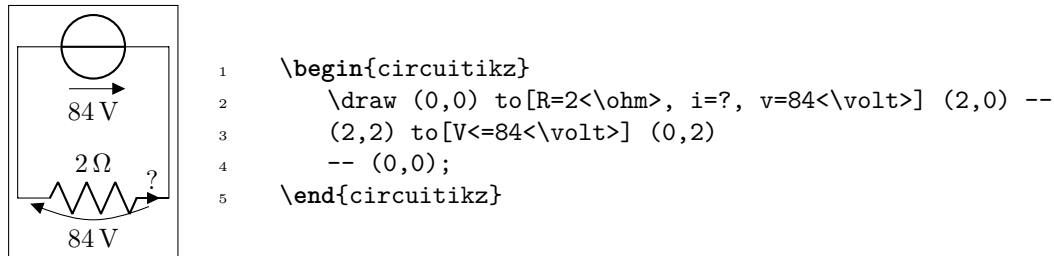 84 V
2 Ω
?
84 V
1 \begin{circuitikz}
2 \draw (0,0) to[R=2<\ohm>, i=?, v=84<\volt>] (2,0) --
3 (2,2) to[V<=84<\volt>] (0,2)
4 -- (0,0);
5 \end{circuitikz}